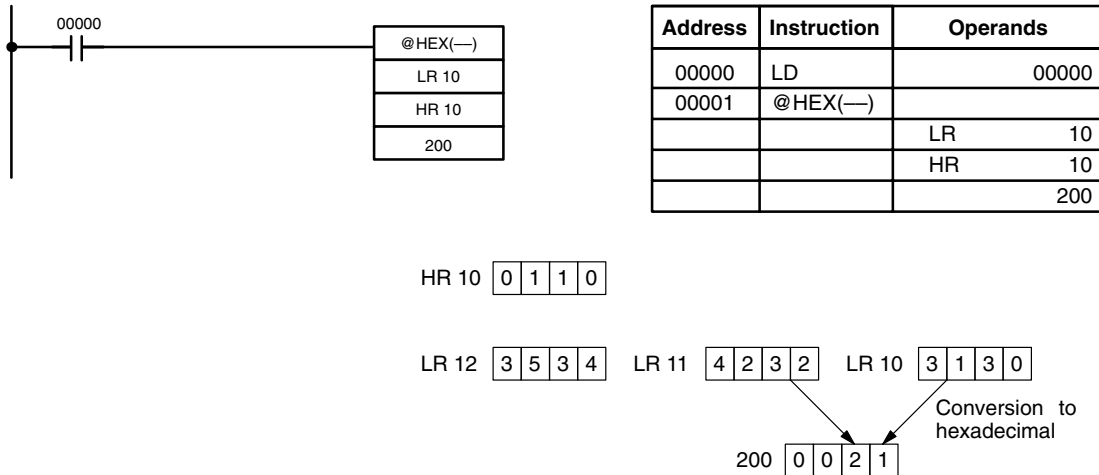 00000
@HEX(—)
LR 10
HR 10
200
Address Instruction Operands
00000 LD 00000
00001 @HEX(—)
LR 10
HR 10
200
HR 10 0 1 1 0
LR 12 3 5 3 4 LR 11 4 2 3 2 LR 10 3 1 3 0
Conversion to
hexadecimal
200 0 0 2 1